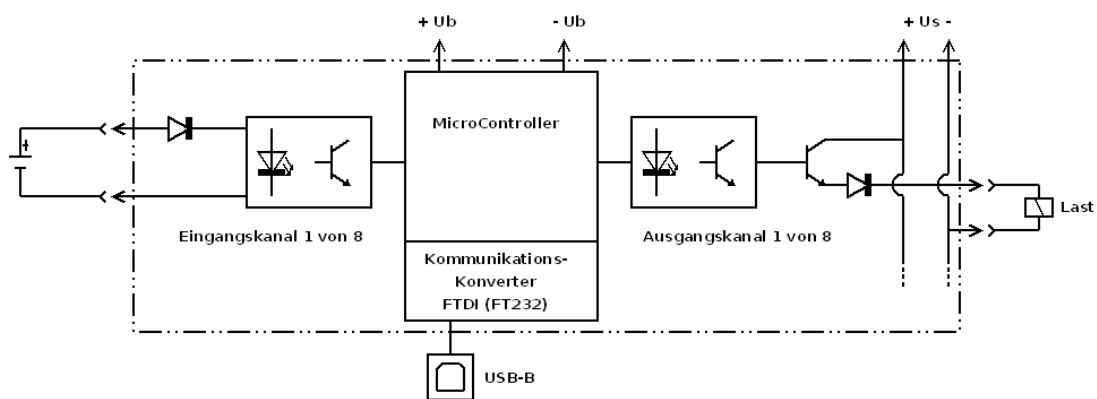 + Ub
- Ub
+ Us -
MicroController
Eingangskanal 1 von 8
Ausgangskanal 1 von 8
Last
Kommunikations-
Konverter
FTDI (FT232)
USB-B
+